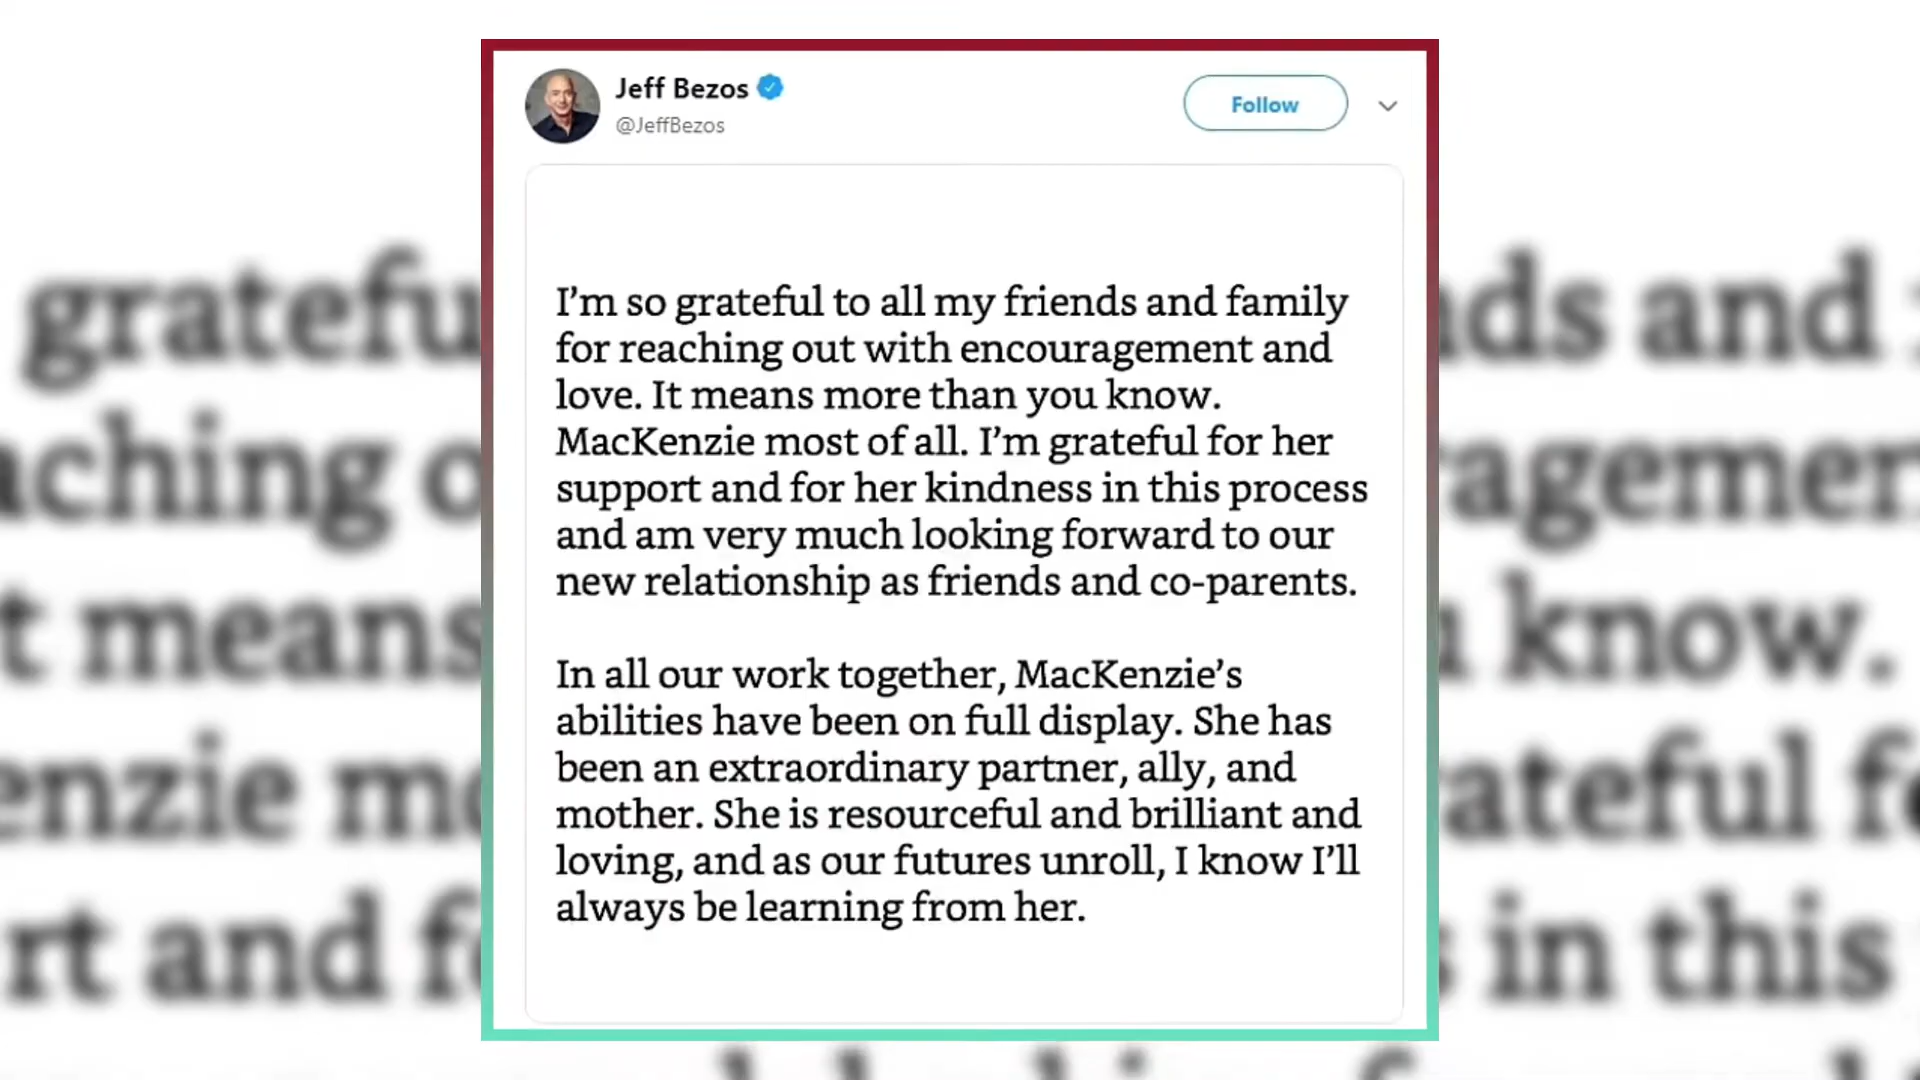 Jeff Bezos
@JeffBezos
Follow
I'm so grateful to all my friends and family
for reaching out with encouragement and
love. It means more than you know.
MacKenzie most of all. I'm grateful for her
support and for her kindness in this process
and am very much looking forward to our
new relationship as friends and co-parents.
In all our work together, MacKenzie's
abilities have been on full display. She has
been an extraordinary partner, ally, and
mother. She is resourceful and brilliant and
loving, and as our futures unroll, I know I'll
always be learning from her.